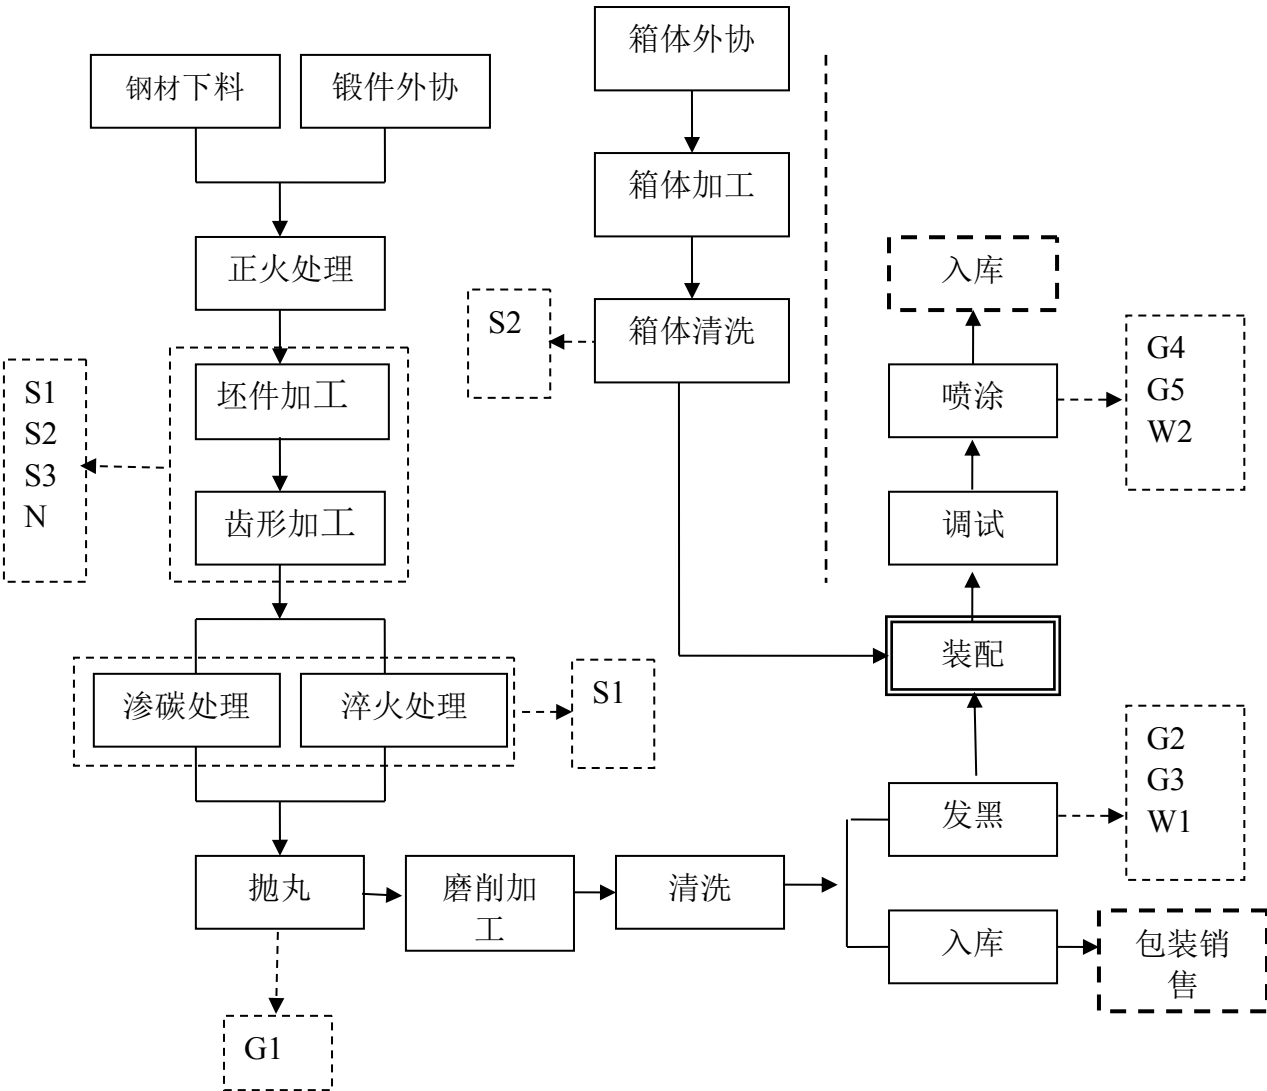 箱体外协
钢材下料
锻件外协
箱体加工
正火处理
入库
S2
箱体清洗
G4
G5
W2
喷涂
S1
S2
S3
N
坯件加工
齿形加工
调试
装配
渗碳处理
淬火处理
S1
G2
G3
W1
发黑
抛丸
磨削加
工
清洗
入库
包装销
售
G1